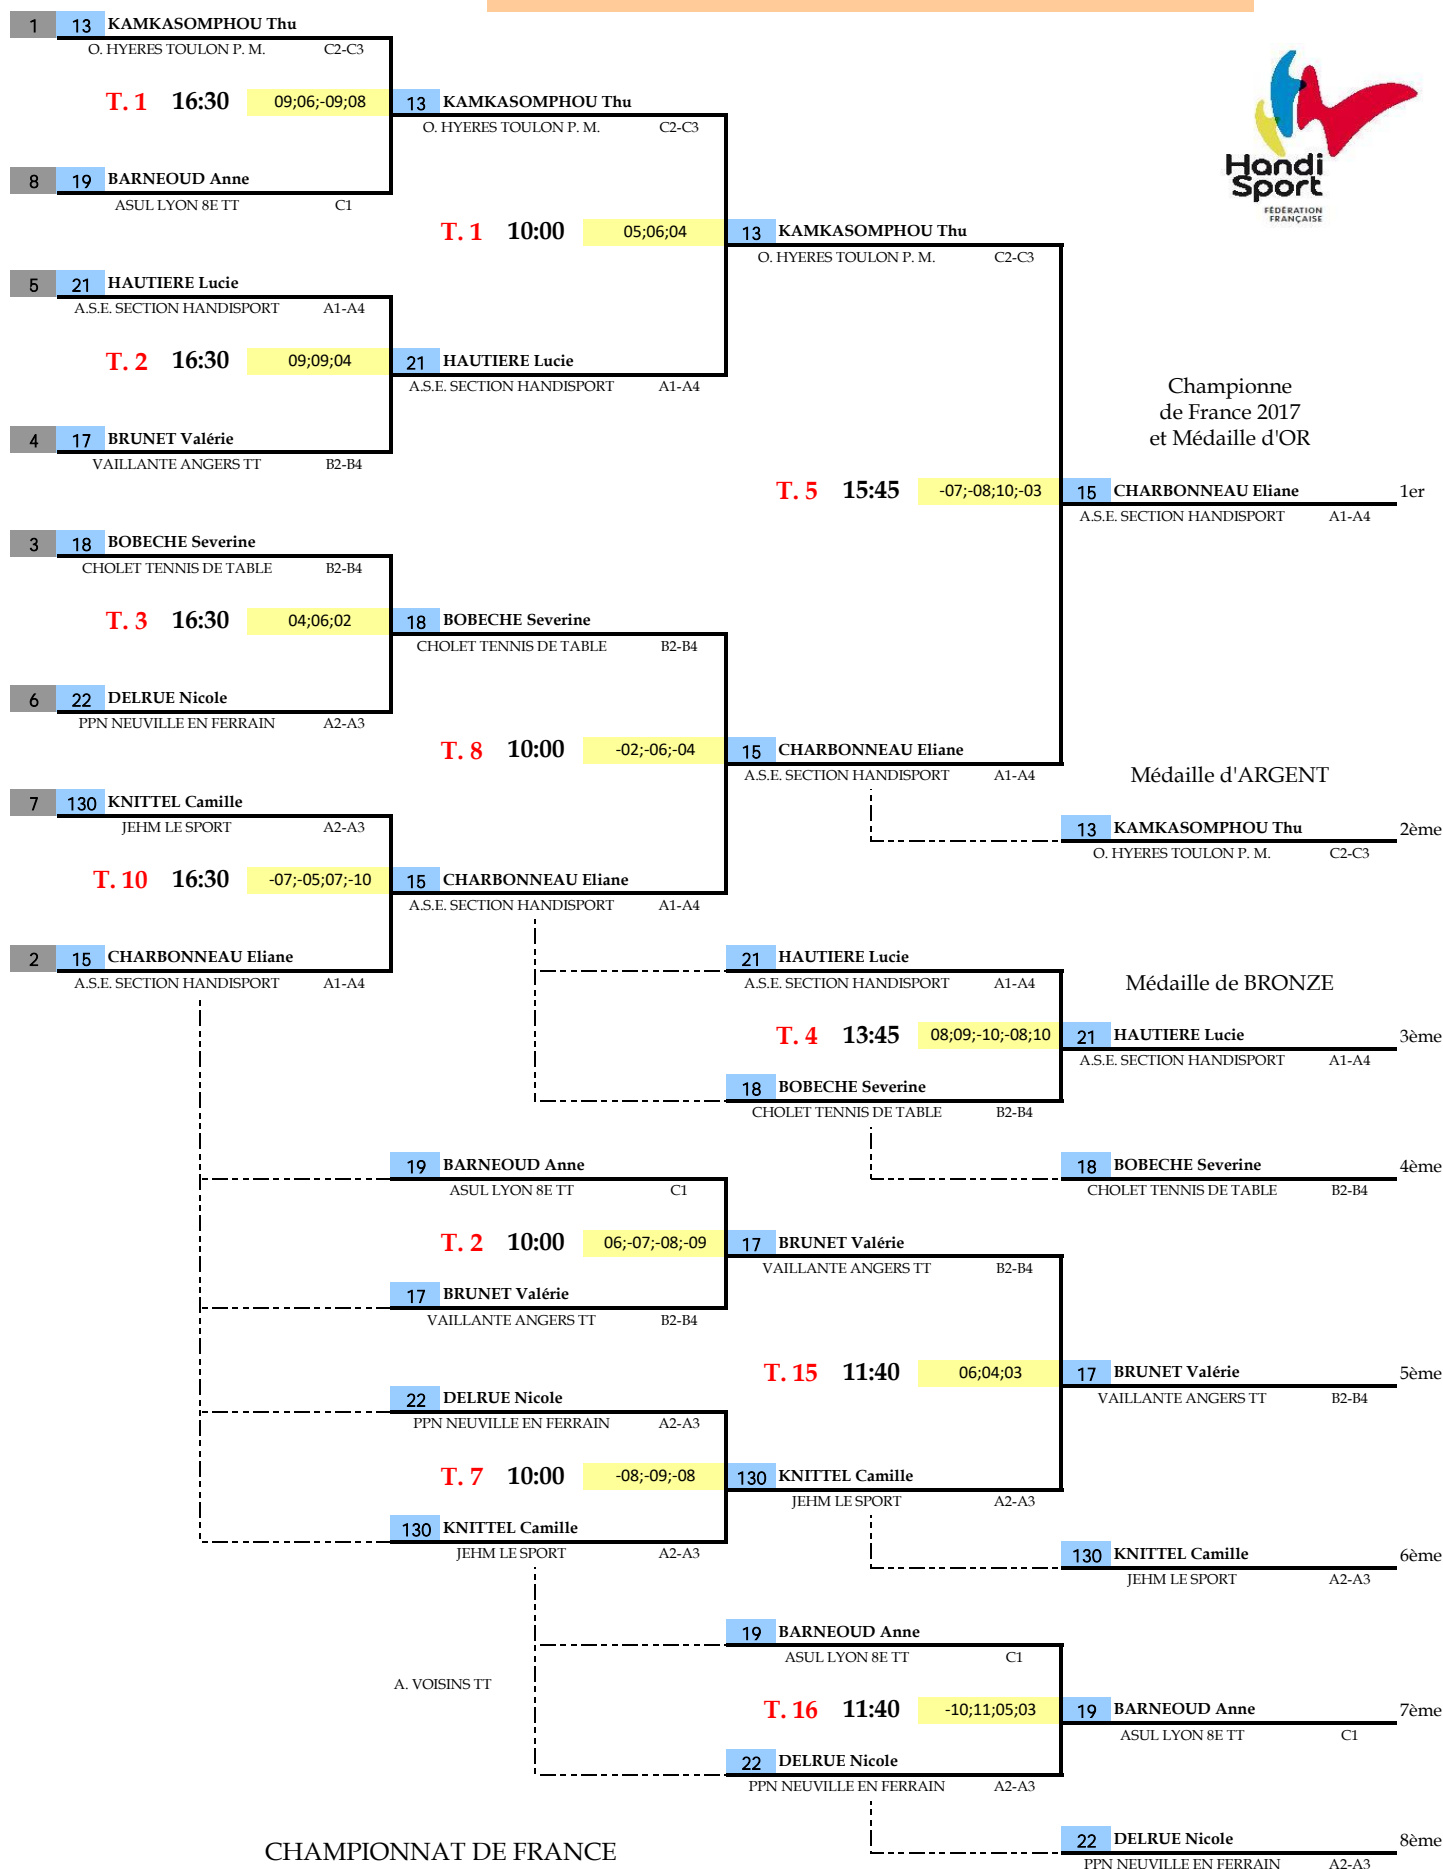 1 13 KAMKASOMPHOU Thu
O. HYERES TOULON P. M. C2-C3
T. 1 16:30 09;06;-09;08 13 KAMKASOMPHOU Thu
O. HYERES TOULON P. M. C2-C3
Handi
Sport
FÉDÉRATION
FRANÇAISE
8 19 BARNEOUD Anne
ASUL LYON 8E TT C1
T. 1 10:00 05;06;04 13 KAMKASOMPHOU Thu
O. HYERES TOULON P. M. C2-C3
5 21 HAUTIERE Lucie
A.S.E. SECTION HANDISPORT A1-A4
T. 2 16:30 09;09;04 21 HAUTIERE Lucie
A.S.E. SECTION HANDISPORT A1-A4
Championne
de France 2017
et Médaille d'OR
4 17 BRUNET Valérie
VAILLANTE ANGERS TT B2-B4
T. 5 15:45 -07;-08;10;-03 15 CHARBONNEAU Eliane 1er
A.S.E. SECTION HANDISPORT A1-A4
3 18 BOBECHE Severine
CHOLET TENNIS DE TABLE B2-B4
T. 3 16:30 04;06;02 18 BOBECHE Severine
CHOLET TENNIS DE TABLE B2-B4
6 22 DELRUE Nicole
PPN NEUVILLE EN FERRAIN A2-A3
T. 8 10:00 -02;-06;-04 15 CHARBONNEAU Eliane
A.S.E. SECTION HANDISPORT A1-A4
Médaille d'ARGENT
7 130 KNITTEL Camille
JEHM LE SPORT A2-A3
13 KAMKASOMPHOU Thu 2ème
O. HYERES TOULON P. M. C2-C3
T. 10 16:30 -07;-05;07;-10 15 CHARBONNEAU Eliane
A.S.E. SECTION HANDISPORT A1-A4
2 15 CHARBONNEAU Eliane
A.S.E. SECTION HANDISPORT A1-A4
21 HAUTIERE Lucie
A.S.E. SECTION HANDISPORT A1-A4
Médaille de BRONZE
T. 4 13:45 08;09;-10;-08;10 21 HAUTIERE Lucie 3ème
A.S.E. SECTION HANDISPORT A1-A4
18 BOBECHE Severine
CHOLET TENNIS DE TABLE B2-B4
19 BARNEOUD Anne
ASUL LYON 8E TT C1
18 BOBECHE Severine 4ème
CHOLET TENNIS DE TABLE B2-B4
T. 2 10:00 06;-07;-08;-09 17 BRUNET Valérie
VAILLANTE ANGERS TT B2-B4
17 BRUNET Valérie
VAILLANTE ANGERS TT B2-B4
T. 15 11:40 06;04;03 17 BRUNET Valérie 5ème
VAILLANTE ANGERS TT B2-B4
22 DELRUE Nicole
PPN NEUVILLE EN FERRAIN A2-A3
T. 7 10:00 -08;-09;-08 130 KNITTEL Camille
JEHM LE SPORT A2-A3
130 KNITTEL Camille
JEHM LE SPORT A2-A3
130 KNITTEL Camille 6ème
JEHM LE SPORT A2-A3
19 BARNEOUD Anne
ASUL LYON 8E TT C1
A. VOISINS TT
T. 16 11:40 -10;11;05;03 19 BARNEOUD Anne 7ème
ASUL LYON 8E TT C1
22 DELRUE Nicole
PPN NEUVILLE EN FERRAIN A2-A3
CHAMPIONNAT DE FRANCE
22 DELRUE Nicole 8ème
PPN NEUVILLE EN FERRAIN A2-A3